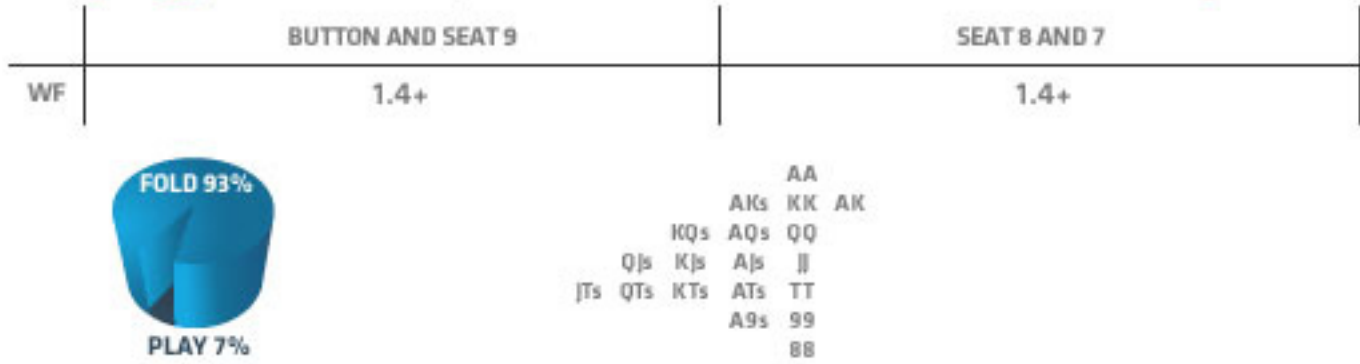 BUTTON AND SEAT 9 SEAT 8 AND 7
WF 1.4+ 1.4+
FOLD 93%
PLAY 7%
AA
AKs KK AK
KQs AQs QQ
QJs KJs AJs JJ
JTs QTs KTs ATs TT
A9s 99
88